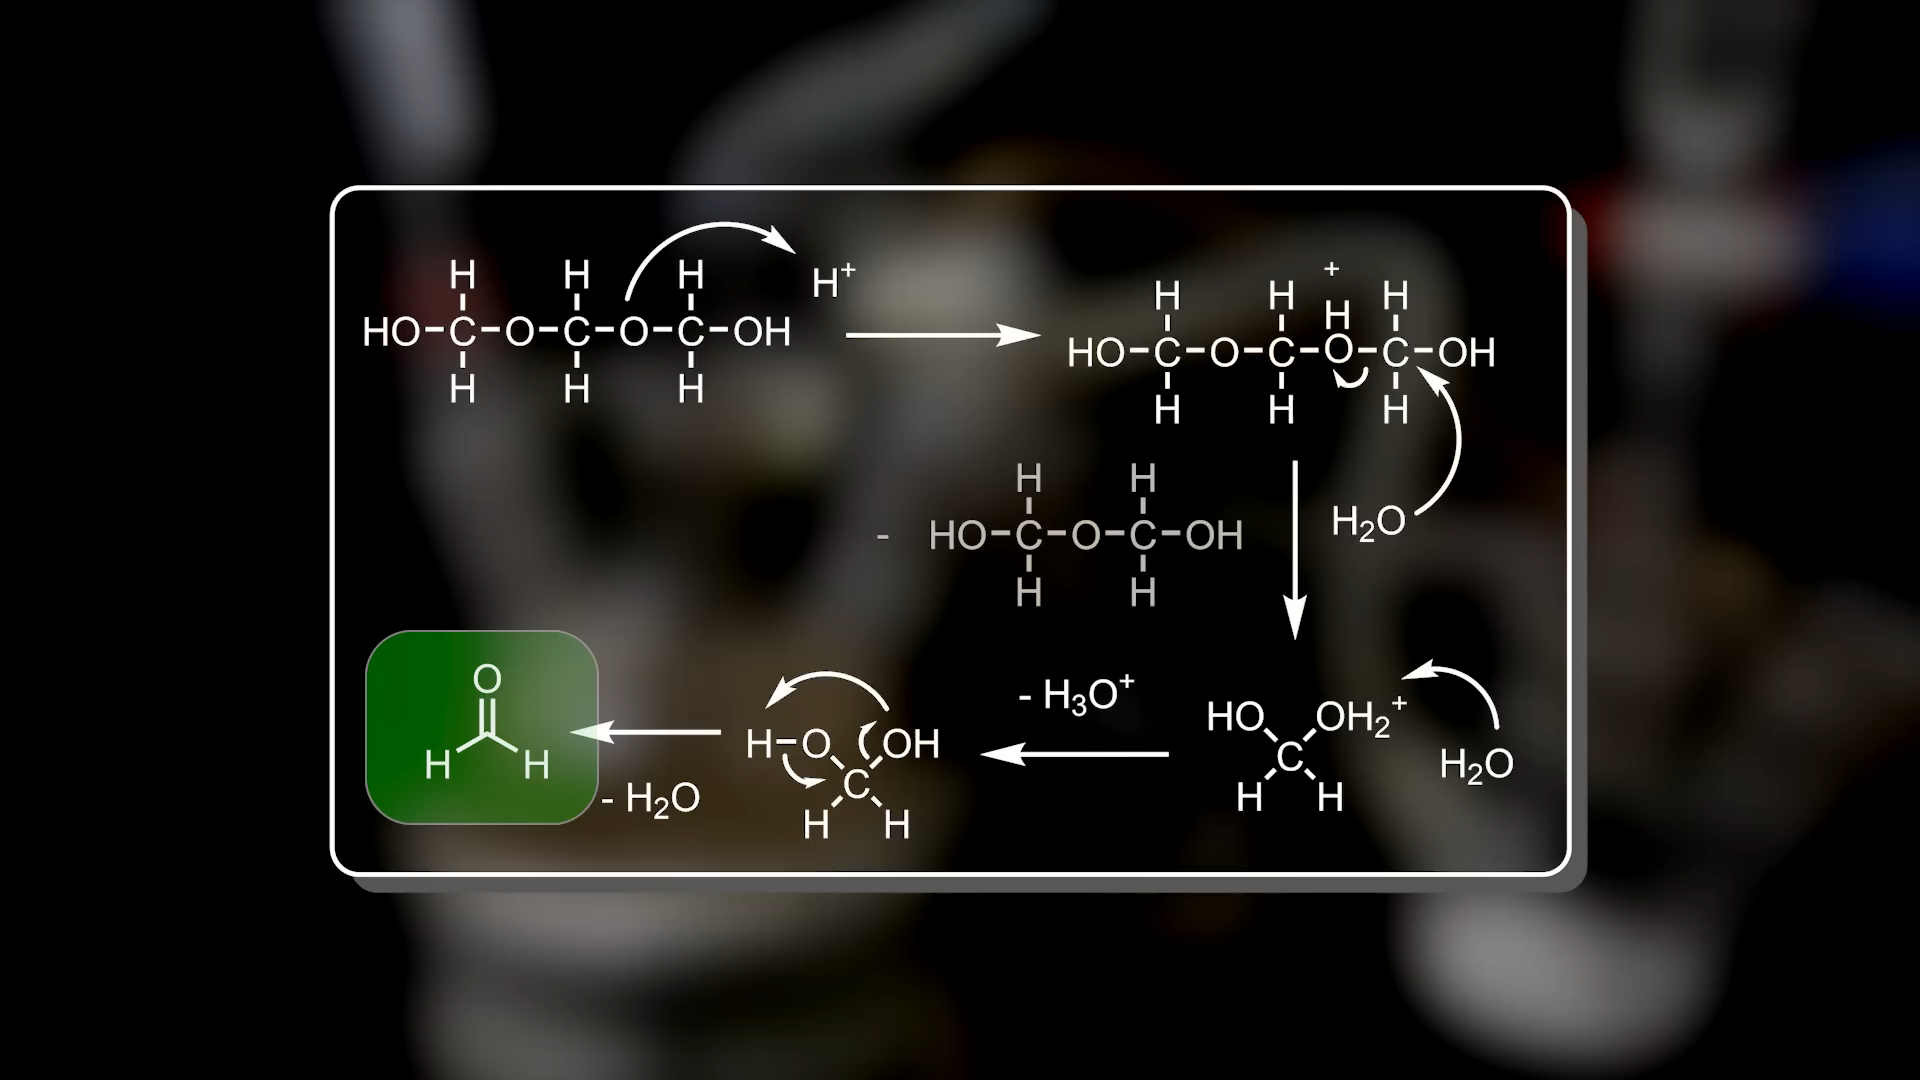 H H H H⁺
HO-C-O-C-O-C-OH
H H H
+
H H H H
HO-C-O-C-O-C-OH
H H H
H₂O
H H
- HO-C-O-C-OH
H H
HO OH₂⁺
C
H H
H₂O
- H₃O⁺
H-O OH
C
H H
- H₂O
O
H H